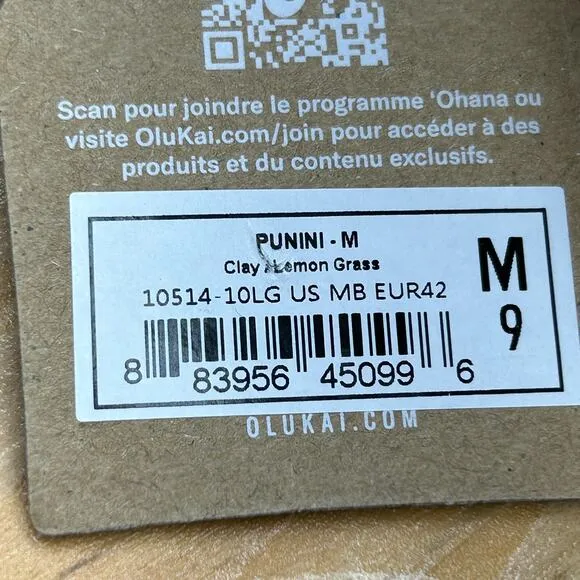 Scan pour joindre le programme ‘Ohana ou
visite OluKai.com/join pour accéder à des
produits et du contenu exclusifs.
PUNINI - M
Clay / Lemon Grass
10514-10LG US MB EUR42
M
9
8 83956 45099 6
OLUKAI.COM